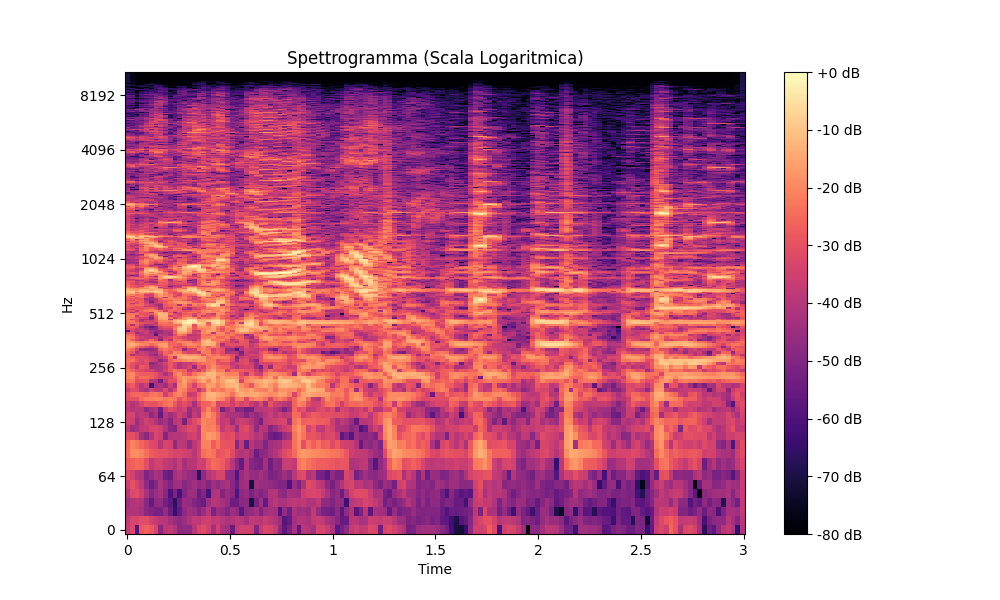 Spettrogramma (Scala Logaritmica)
Hz
8192
4096
2048
1024
512
256
128
64
0
0
0.5
1
1.5
2
2.5
3
Time
+0 dB
-10 dB
-20 dB
-30 dB
-40 dB
-50 dB
-60 dB
-70 dB
-80 dB